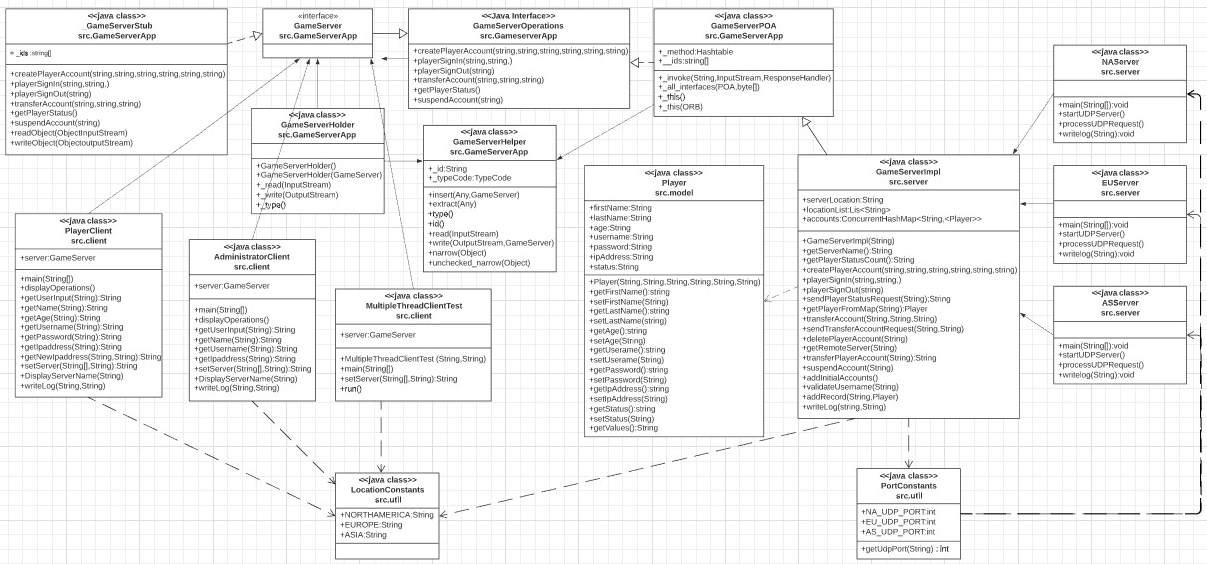 <<java class>>
_GameServerStub
src.GameServerApp
+ _ids :string[]
+createPlayerAccount(string,string,string,string,string,string)
+playerSignIn(string,string,)
+playerSignOut(string)
+transferAccount(string,string,string)
+getPlayerStatus()
+suspendAccount(string)
+readObject(ObjectInputStream)
+writeObject(ObjectoutputStream)
«interface»
GameServer
src.GameServerApp
<<Java Interface>>
GameServerOperations
src.GameserverApp
+createPlayerAccount(string,string,string,string,string,string)
+playerSignIn(string,string,)
+playerSignOut(string)
+transferAccount(string,string,string)
+getPlayerStatus()
+suspendAccount(string)
<<java class>>
GameServerPOA
src.GameServerApp
+_method:Hashtable
+__ids:string[]
+_invoke(String,InputStream,ResponseHandler)
+_all_interfaces(POA,byte[])
+_this()
+_this(ORB)
<<java class>>
NAServer
src.server
+main(String[]):void
+startUDPServer()
+processUDPRequest()
+writelog(String):void
<<java class>>
GameServerHolder
src.GameServerApp
+GameServerHolder()
+GameServerHolder(GameServer)
+_read(InputStream)
+_write(OutputStream)
+_type()
<<java class>>
GameServerHelper
src.GameServerApp
+_id:String
+_typeCode:TypeCode
+insert(Any,GameServer)
+extract(Any)
+type()
+id()
+read(InputStream)
+write(OutputStream,GameServer)
+narrow(Object)
+unchecked_narrow(Object)
<<java class>>
Player
src.model
+firstName:String
+lastName:String
+age:String
+username:String
+password:String
+ipAddress:String
+status:String
+Player(String,String,String,String,String,String)
+getFirstName():string
+setFirstName(String)
+getLastName():string
+setLastName(String)
+getAge():string
+setAge(String)
+getUserame():string
+setUserame(String)
+getPassword():string
+setPassword(String)
+getIpAddress():string
+setIpAddress(String)
+getStatus():string
+setStatus(String)
+getValues():String
<<java class>>
GameServerImpl
src.server
+serverLocation:String
+locationList:Lis<String>
+accounts:ConcurrentHashMap<String,<Player>>
+GameServerImpl(String)
+getServerName():String
+getPlayerStatusCount():String
+createPlayerAccount(string,string,string,string,string,string)
+playerSignIn(string,string,)
+playerSignOut(string)
+sendPlayerStatusRequest(String):String
+getPlayerFromMap(String):Player
+transferAccount(String,String,String)
+sendTransferAccountRequest(String,String)
+deletePlayerAccount(String)
+getRemoteServer(String)
+transferPlayerAccount(String):String
+suspendAccount(String)
+addInitialAccounts()
+validateUsername(String)
+addRecord(String,Player)
+writeLog(string,String)
<<java class>>
EUServer
src.server
+main(String[]):void
+startUDPServer()
+processUDPRequest()
+writelog(String):void
<<java class>>
ASServer
src.server
+main(String[]):void
+startUDPServer()
+processUDPRequest()
+writelog(String):void
<<java class>>
PlayerClient
src.client
+server:GameServer
+main(String[])
+displayOperations()
+getUserInput(String):String
+getName(String):String
+getAge(String):String
+getUsername(String):String
+getPassword(String):String
+getIpaddress(String):String
+getNewIpaddress(String,String):String
+setServer(String[],String):String
+DisplayServerName(String)
+writeLog(String,String)
<<java class>>
AdministratorClient
src.client
+server:GameServer
+main(String[])
+displayOperations()
+getUserInput(String):String
+getName(String):String
+getUsername(String):String
+getIpaddress(String):String
+setServer(String[],String):String
+DisplayServerName(String)
+writeLog(String,String)
<<java class>>
MultipleThreadClientTest
src.client
+server:GameServer
+MultipleThreadClientTest (String,String)
+main(String[])
+setServer(String[],String):String
+run()
<<java class>>
LocationConstants
src.util
+NORTHAMERICA:String
+EUROPE:String
+ASIA:String
<<java class>>
PortConstants
src.util
+NA_UDP_PORT:int
+EU_UDP_PORT:int
+AS_UDP_PORT:int
+getUdpPort(String) : int